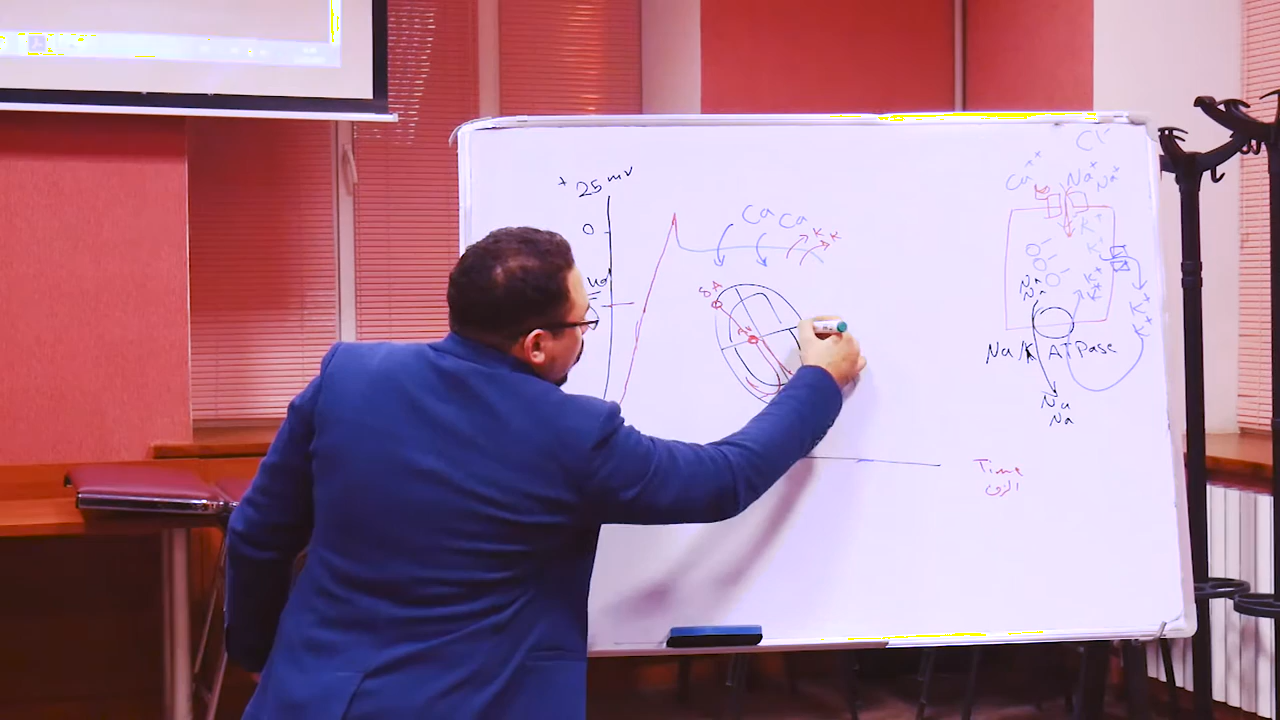 + 25 mv
0
Ca Ca
K K
SA
Cl-
Ca++
Na+
Na+
K+
K+
K+
K+
Na
Na
K+
K+
Na/K ATPase
Na
Na
Time
الزمن